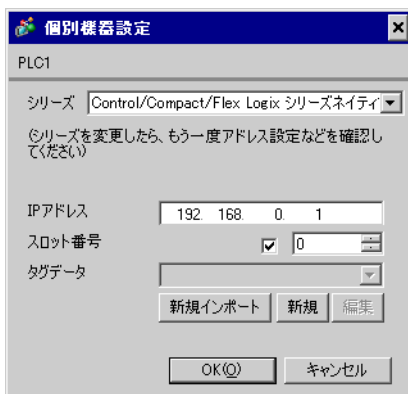 個別機器設定
PLC1
シリーズ Control/Compact/Flex Logix シリーズネイティ
(シリーズを変更したら、もう一度アドレス設定などを確認し
てください)
IPアドレス 192. 168. 0. 1
スロット番号 0
タグデータ
新規インポート 新規 編集
OK(O) キャンセル